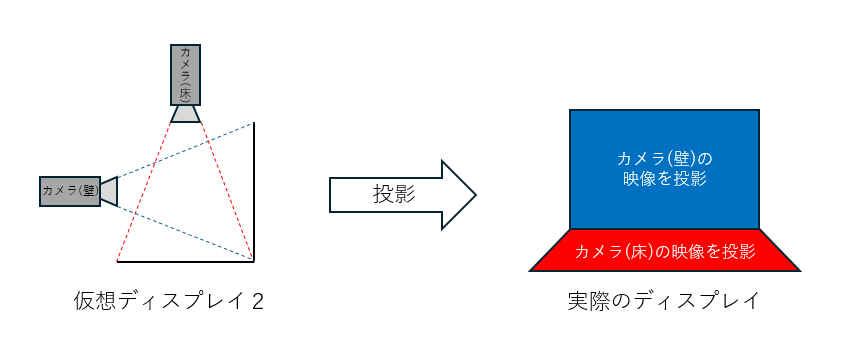 カメラ(床)
カメラ(壁)
投影
カメラ(壁)の
映像を投影
カメラ(床)の映像を投影
仮想ディスプレイ2
実際のディスプレイ